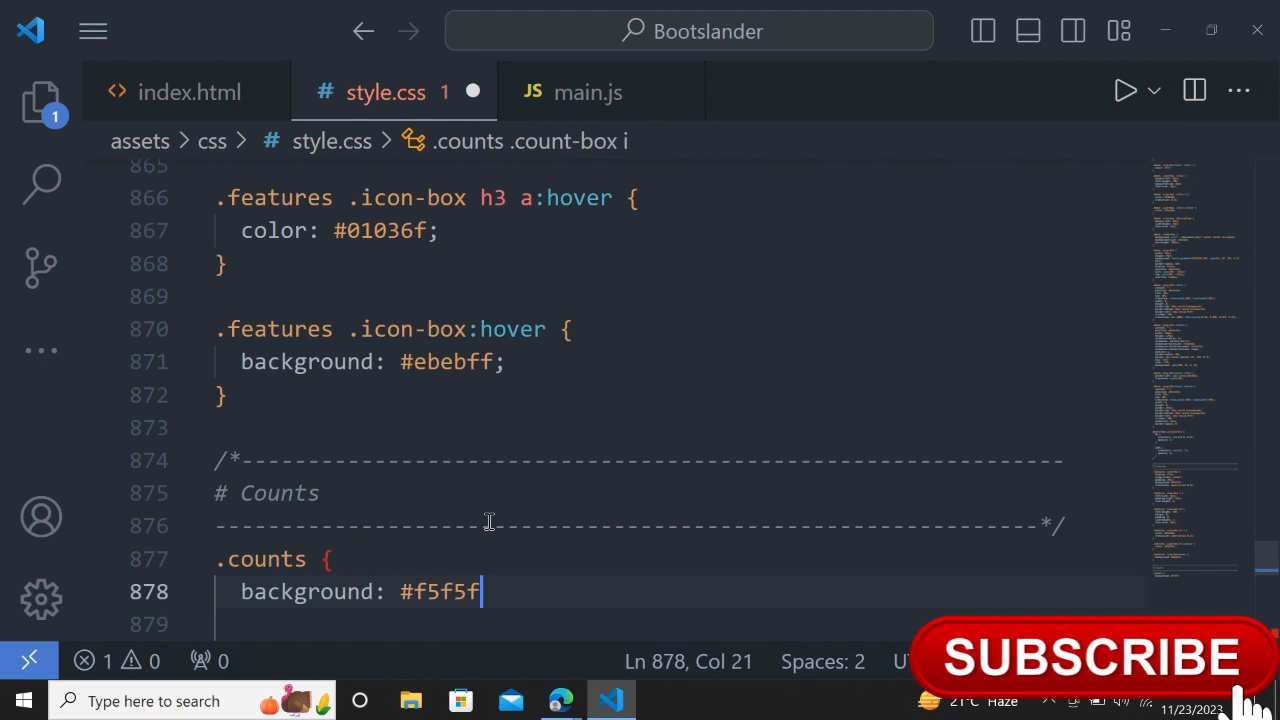 Bootslander
index.html
# style.css 1
JS main.js
1
assets > css > # style.css > .counts .count-box i
865
866 .features .icon-box h3 a:hover {
867 color: #01036f;
868 }
869
870 .features .icon-box:hover {
871 background: #ebebff;
872 }
873
874 /*--------------------------------------------------------------
875 # Counts
876 --------------------------------------------------------------*/
877 .counts {
878 background: #f5f5f
879
SUBSCRIBE
1 0 0
Ln 878, Col 21
Spaces: 2
Type here to search
21°C Haze
11/23/2023